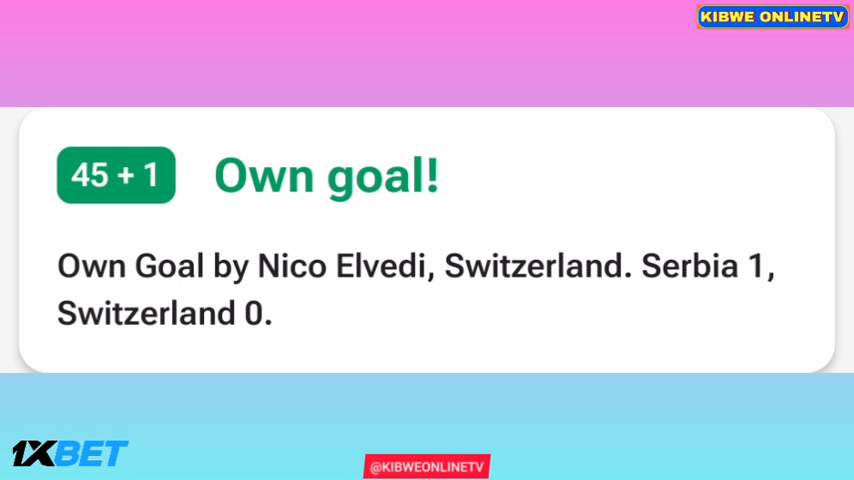 KIBWE ONLINETV
45 + 1 Own goal!
Own Goal by Nico Elvedi, Switzerland. Serbia 1,
Switzerland 0.
1XBET
@KIBWEONLINETV